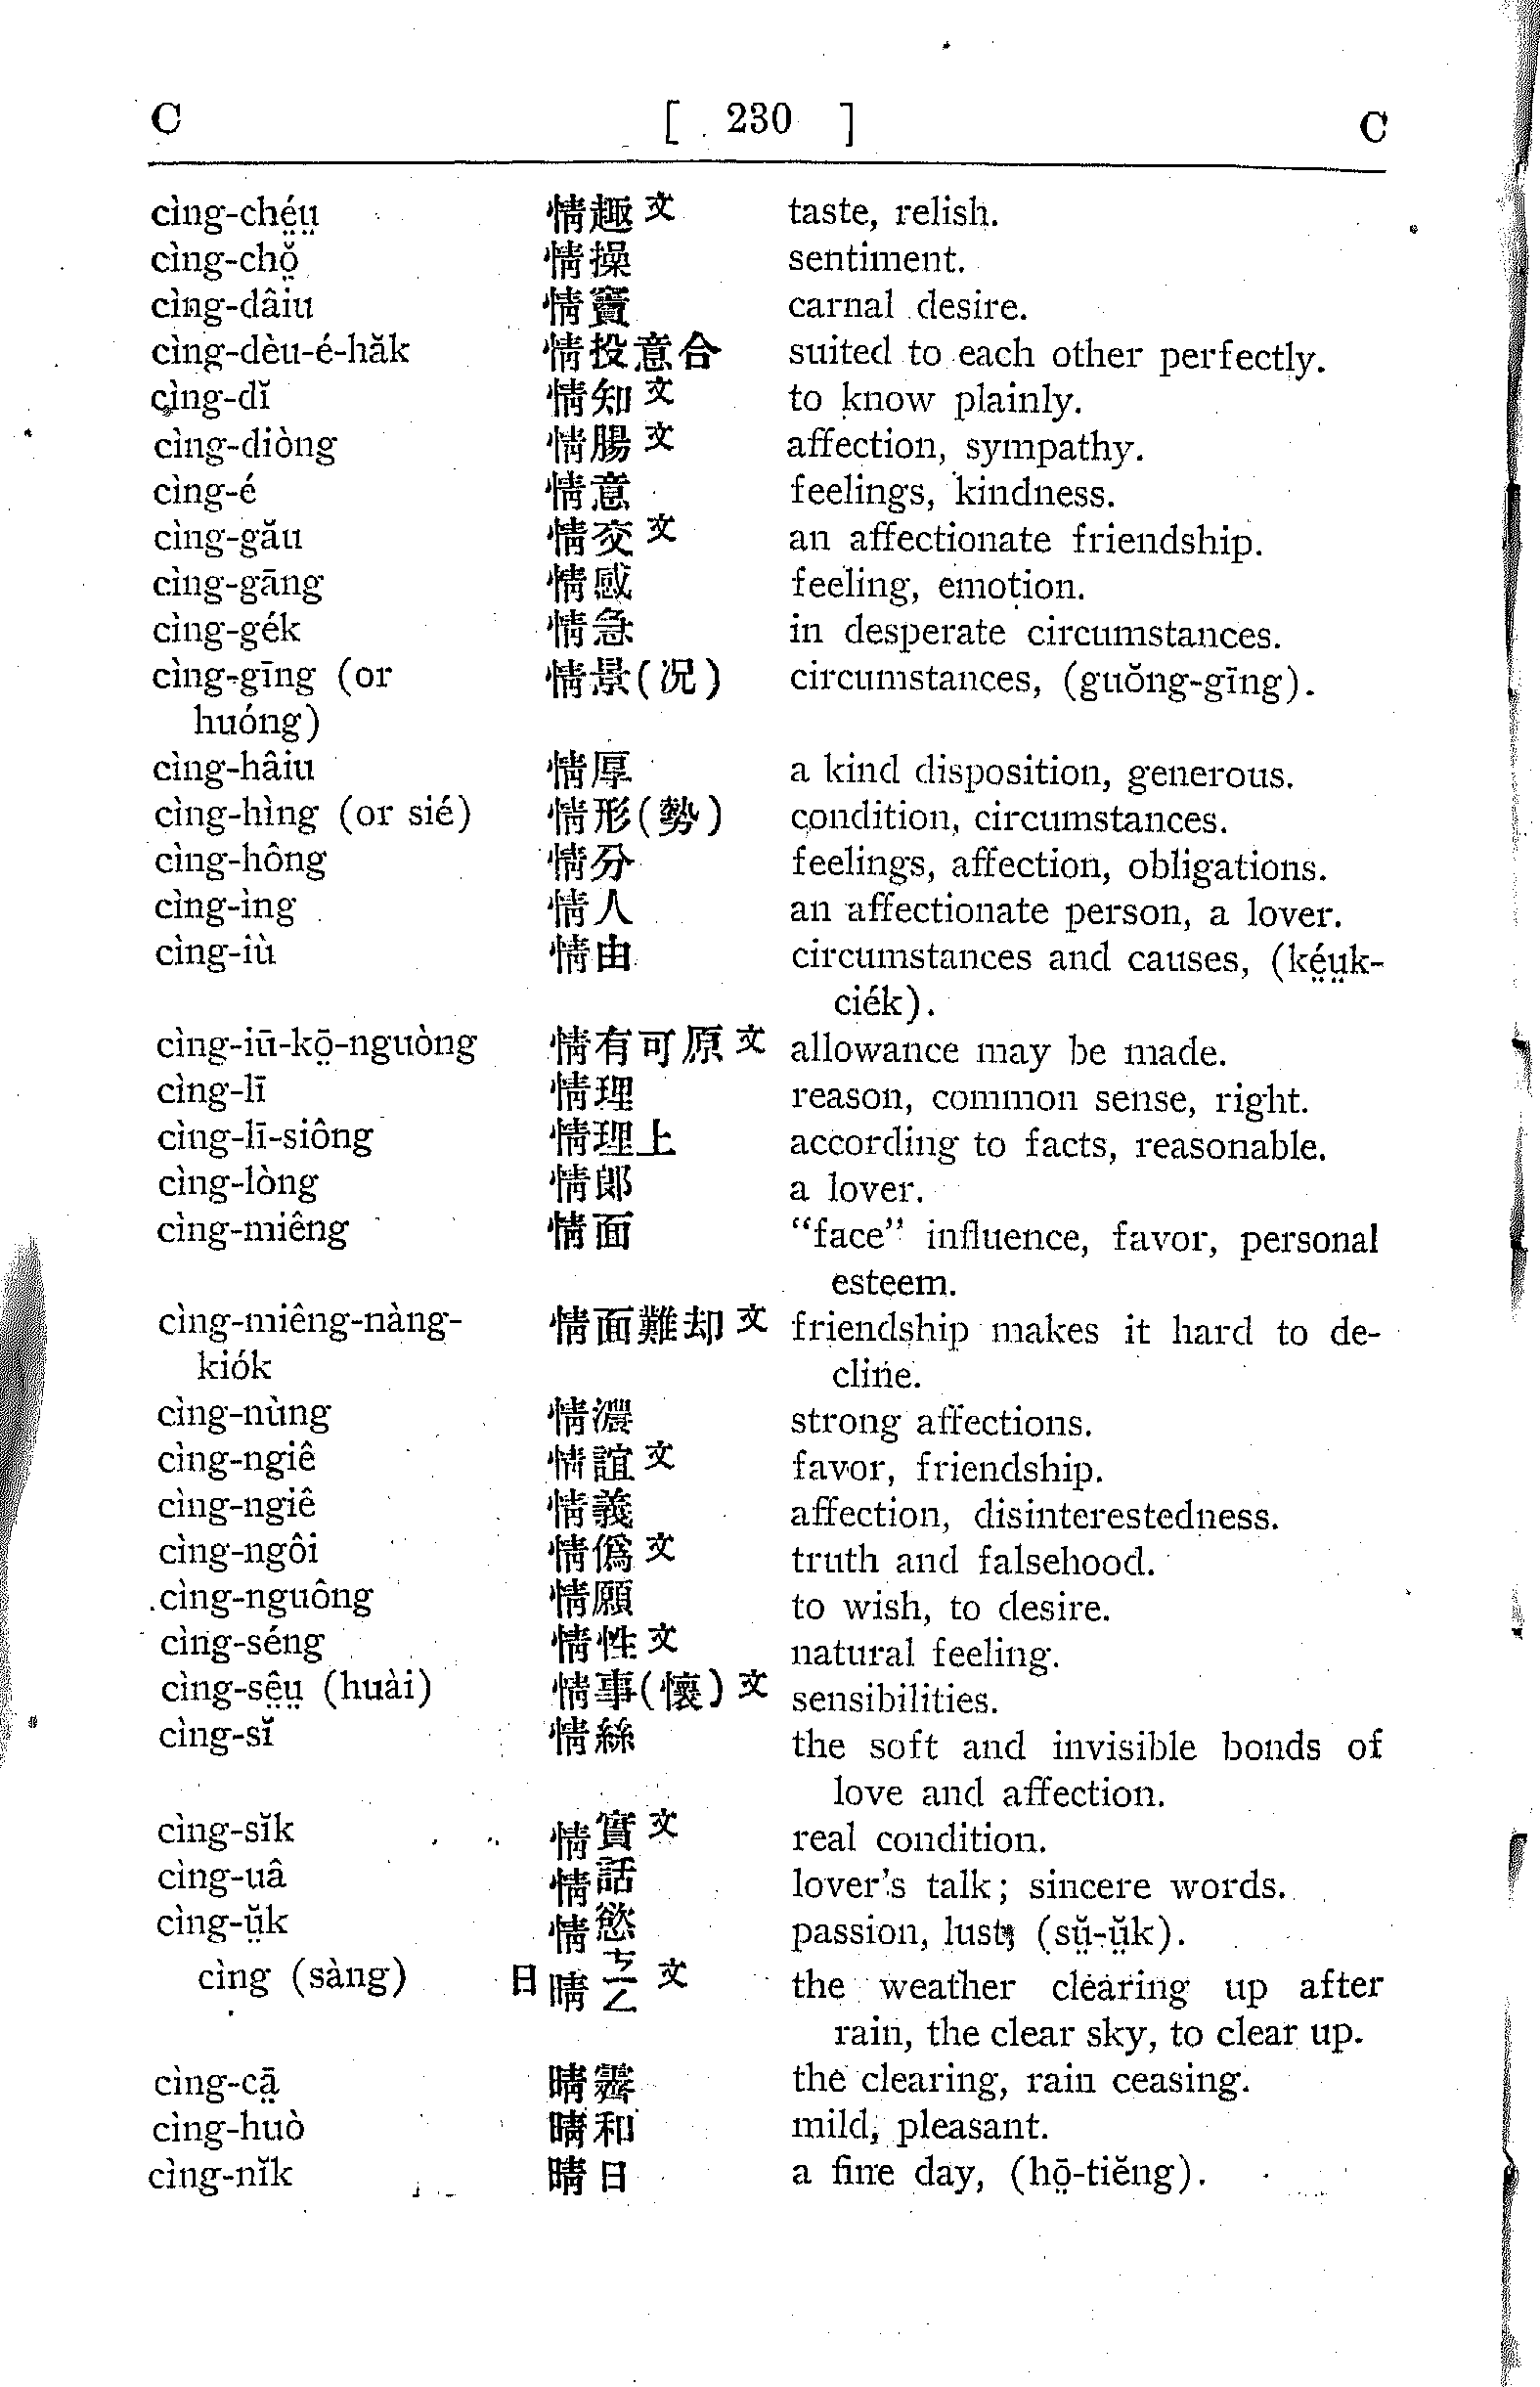 C [ 230 ] C
cìng-ché̤ṳ 情趣文 taste, relish.
cìng-chŏ̤ 情操 sentiment.
cìng-dâiu 情竇 carnal desire.
cìng-dèu-é-hăk 情投意合 suited to each other perfectly.
cìng-dĭ 情知文 to know plainly.
cìng-diòng 情腸文 affection, sympathy.
cìng-é 情意 feelings, kindness.
cìng-gău 情交文 an affectionate friendship.
cìng-gāng 情感 feeling, emotion.
cìng-gék 情急 in desperate circumstances.
cìng-gīng (or 情景(况) circumstances, (guŏng-gīng).
huóng)
cìng-hâiu 情厚 a kind disposition, generous.
cìng-hìng (or sié) 情形(勢) condition, circumstances.
cìng-hông 情分 feelings, affection, obligations.
cìng-ìng 情人 an affectionate person, a lover.
cìng-iù 情由 circumstances and causes, (ké̤ṳk-
ciék).
cìng-iū-kō̤-nguòng 情有可原文 allowance may be made.
cìng-lī 情理 reason, common sense, right.
cìng-lī-siông 情理上 according to facts, reasonable.
cìng-lòng 情郎 a lover.
cìng-miêng 情面 “face” influence, favor, personal
esteem.
cìng-miêng-nàng- 情面難却文 friendship makes it hard to de-
kiók cline.
cìng-nùng 情濃 strong affections.
cìng-ngiê 情誼文 favor, friendship.
cìng-ngiê 情義 affection, disinterestedness.
cìng-ngôi 情僞文 truth and falsehood.
cìng-nguông 情願 to wish, to desire.
cìng-séng 情性文 natural feeling.
cìng-sê̤ṳ (huài) 情事(懷)文 sensibilities.
cìng-sĭ 情絲 the soft and invisible bonds of
love and affection.
cìng-sĭk 情實文 real condition.
cìng-uâ 情話 lover's talk; sincere words.
cìng-ṳ̆k 情慾 passion, lust, (sṳ̆-ṳ̆k).
cìng (sàng) 日 晴 ㄘㄧㄥ 文 the weather clearing up after
rain, the clear sky, to clear up.
cìng-cā̤ 晴霽 the clearing, rain ceasing.
cìng-huò 晴和 mild, pleasant.
cìng-nĭk 晴日 a fine day, (hō̤-tiĕng).